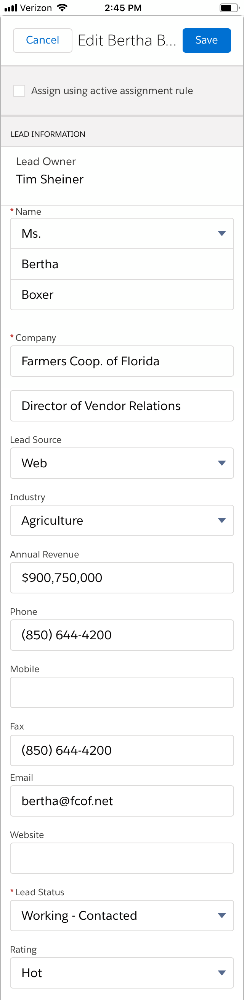 Verizon 2:45 PM
Cancel Edit Bertha B... Save
Assign using active assignment rule
LEAD INFORMATION
Lead Owner
Tim Sheiner
* Name
Ms.
Bertha
Boxer
* Company
Farmers Coop. of Florida
Director of Vendor Relations
Lead Source
Web
Industry
Agriculture
Annual Revenue
$900,750,000
Phone
(850) 644-4200
Mobile
Fax
(850) 644-4200
Email
bertha@fcof.net
Website
* Lead Status
Working - Contacted
Rating
Hot